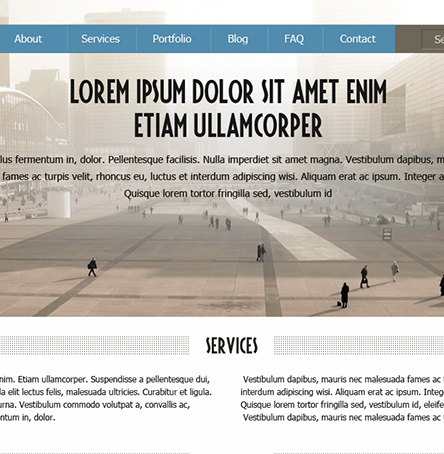 About Services Portfolio Blog FAQ Contact Se
LOREM IPSUM DOLOR SIT AMET ENIM
ETIAM ULLAMCORPER
lus fermentum in, dolor. Pellentesque facilisis. Nulla imperdiet sit amet magna. Vestibulum dapibus, m
fames ac turpis velit, rhoncus eu, luctus et interdum adipiscing wisi. Aliquam erat ac ipsum. Integer a
Quisque lorem tortor fringilla sed, vestibulum id
SERVICES
nim. Etiam ullamcorper. Suspendisse a pellentesque dui,
la elit lectus felis, malesuada ultricies. Curabitur et ligula.
urna. Vestibulum commodo volutpat a, convallis ac,
entum in, dolor.
Vestibulum dapibus, mauris nec malesuada fames ac
interdum adipiscing wisi. Aliquam erat ac ipsum. I
Quisque lorem tortor fringilla sed, vestibulum id, eleife
Vestibulum dapibus, mauris nec malesuada fames ac